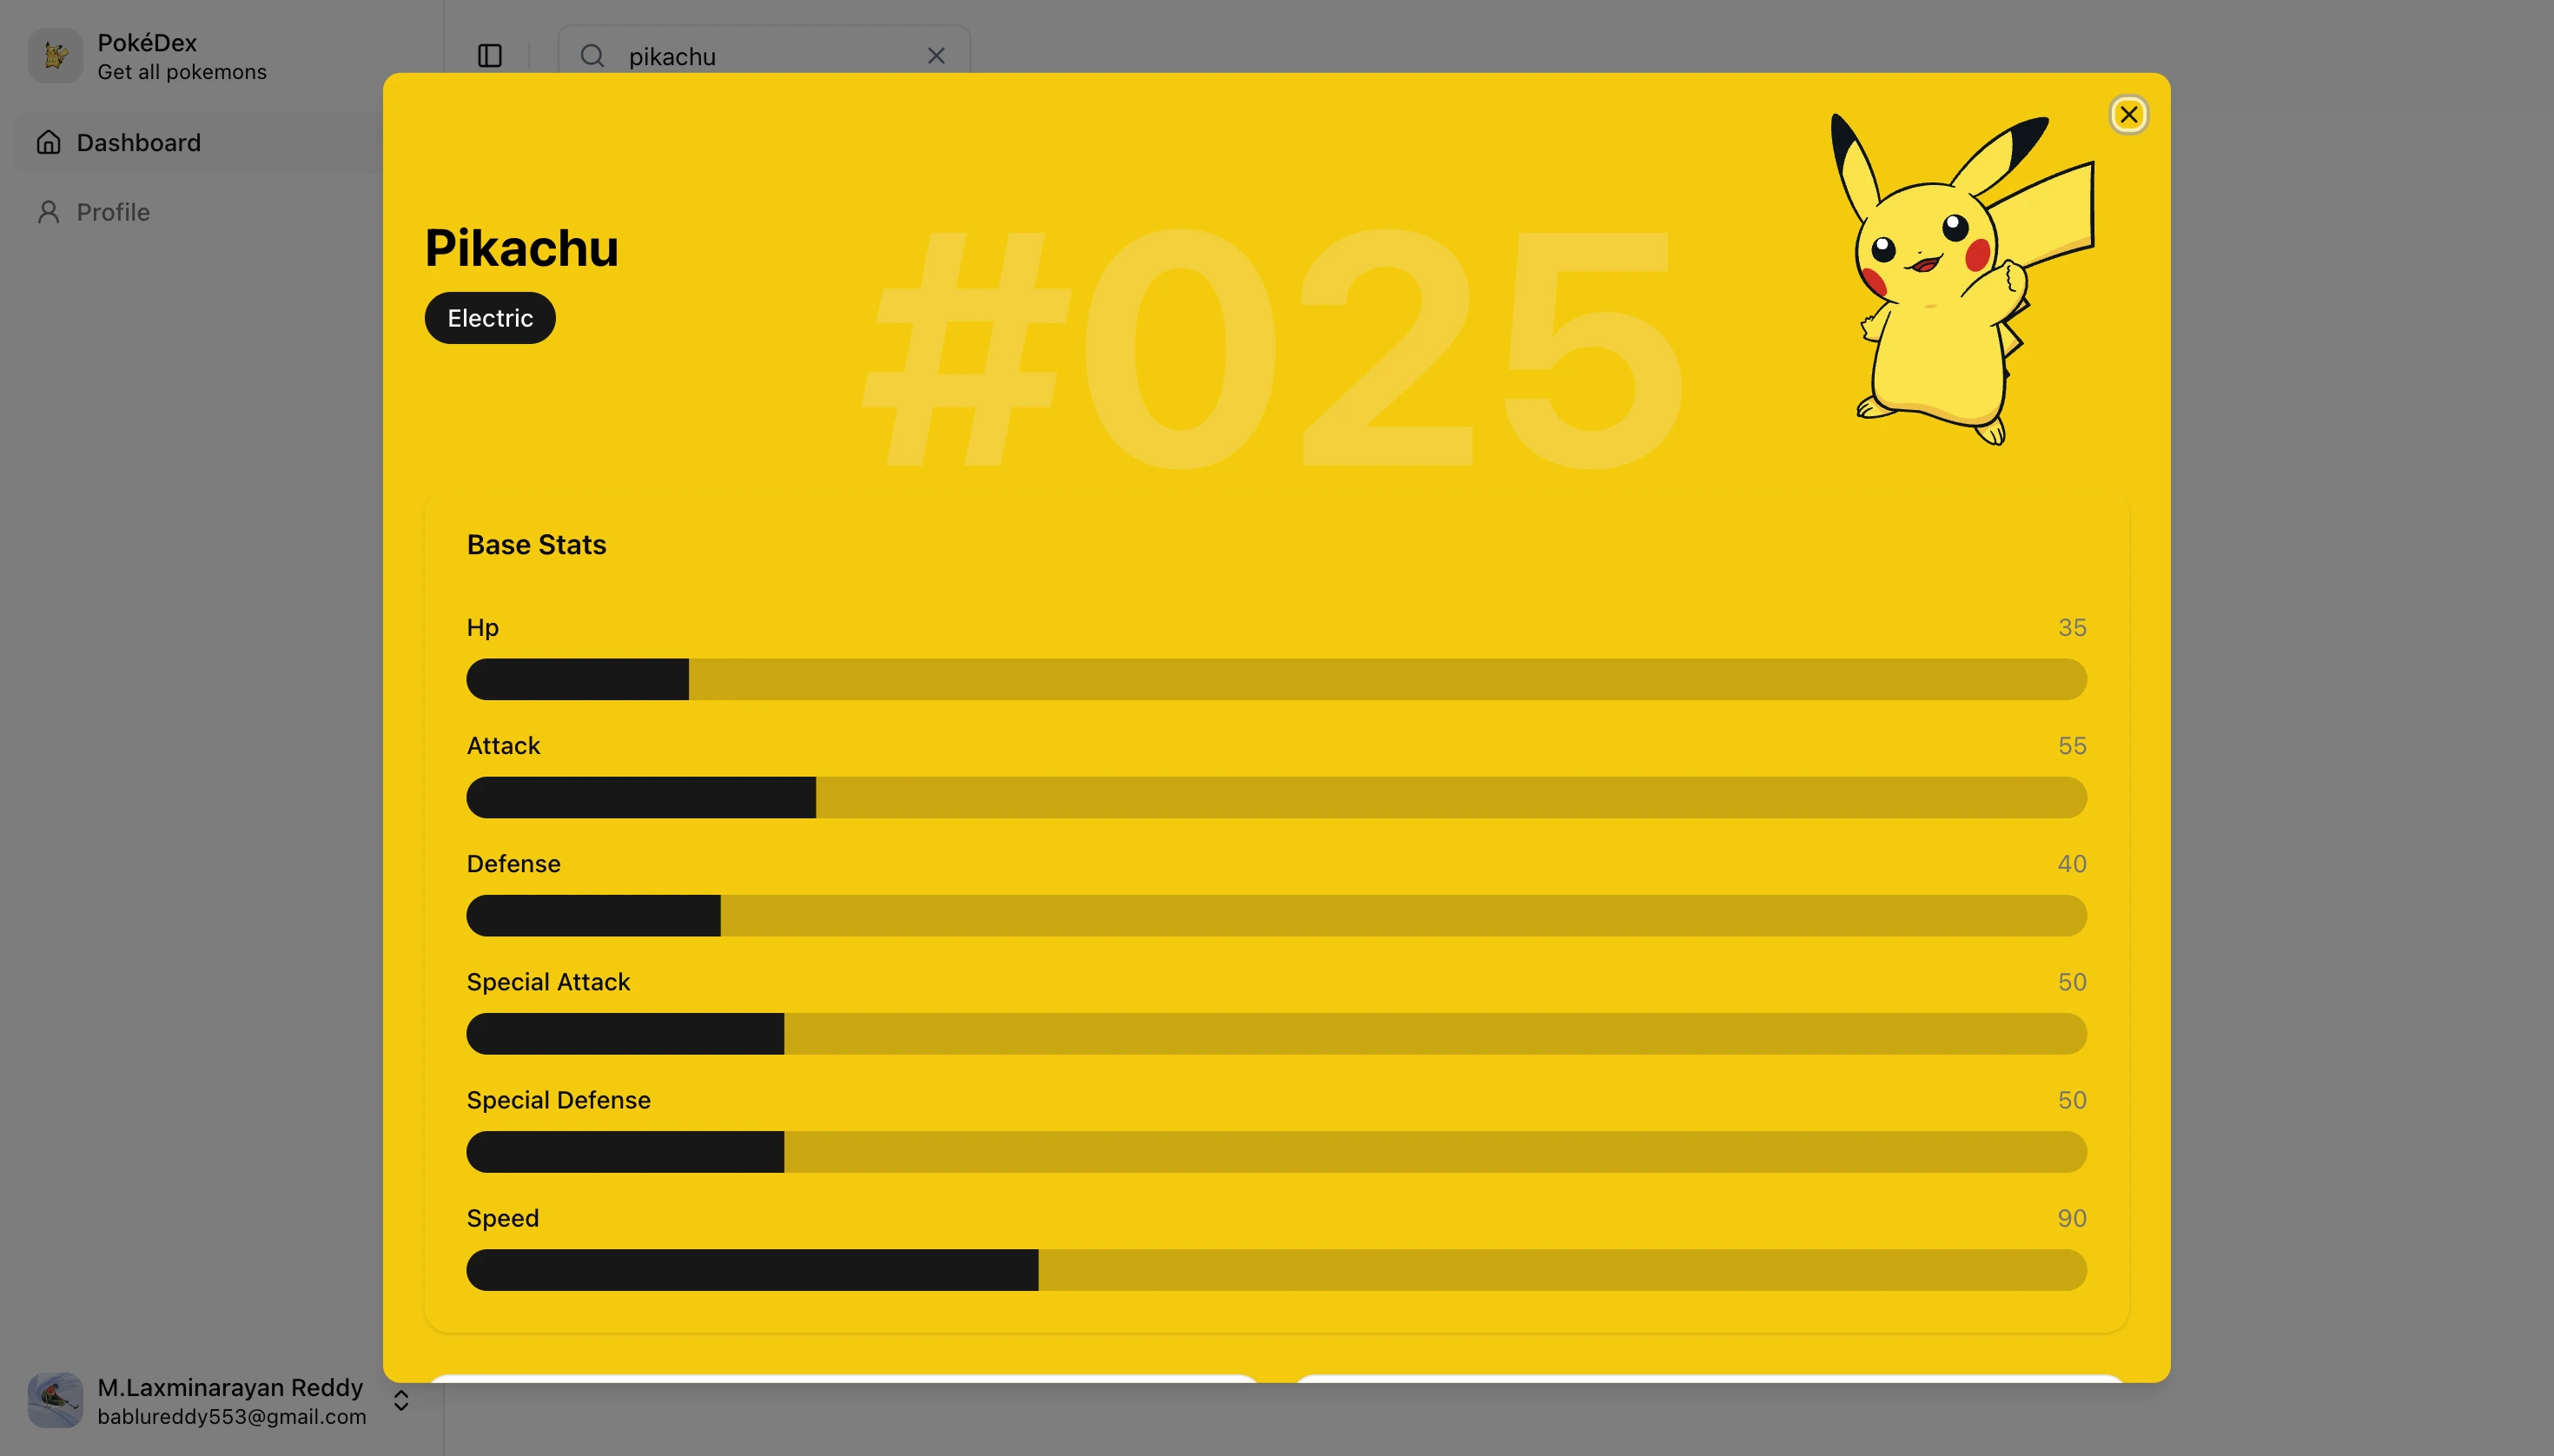 PokéDex
Get all pokemons
Dashboard
Profile
pikachu
Pikachu
Electric
#025
Base Stats
Hp 35
Attack 55
Defense 40
Special Attack 50
Special Defense 50
Speed 90
M.Laxminarayan Reddy
bablureddy553@gmail.com